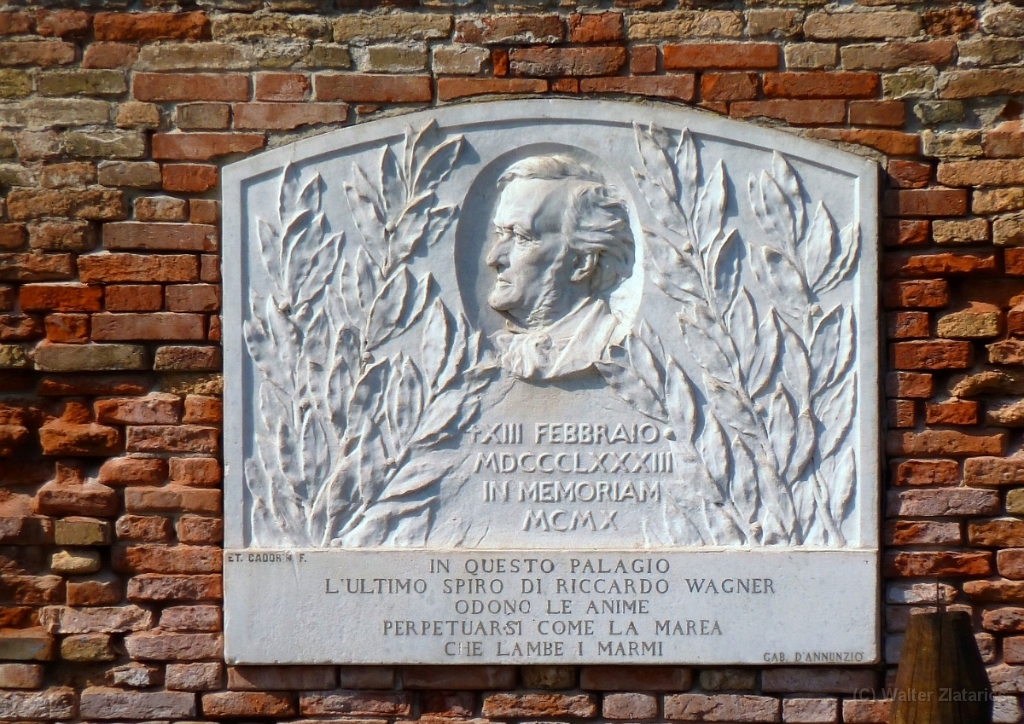 ✝XIII FEBBRAIO
MDCCCLXXXIII
IN MEMORIAM
MCMX
ET. CADORIN F.
IN QUESTO PALAGIO
L'ULTIMO SPIRO DI RICCARDO WAGNER
ODONO LE ANIME
PERPETUARSI COME LA MAREA
CHE LAMBE I MARMI
GAB. D'ANNUNZIO
(C) Walter Zlataries